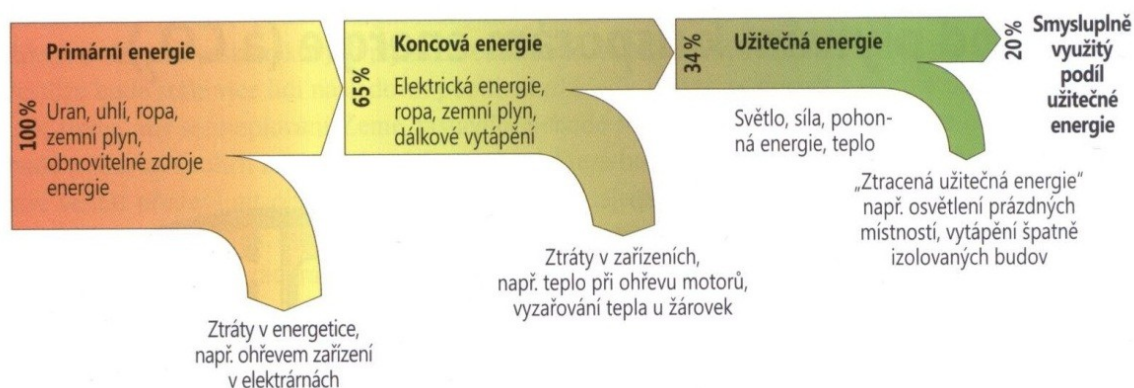 100 %
Primární energie
Uran, uhlí, ropa,
zemní plyn,
obnovitelné zdroje
energie
Ztráty v energetice,
např. ohřevem zařízení
v elektrárnách
65 %
Koncová energie
Elektrická energie,
ropa, zemní plyn,
dálkové vytápění
Ztráty v zařízeních,
např. teplo při ohřevu motorů,
vyzařování tepla u žárovek
34 %
Užitečná energie
Světlo, síla, pohon-
ná energie, teplo
„Ztracená užitečná energie“
např. osvětlení prázdných
místností, vytápění špatně
izolovaných budov
20 %
Smysluplně
využitý
podíl
užitečné
energie